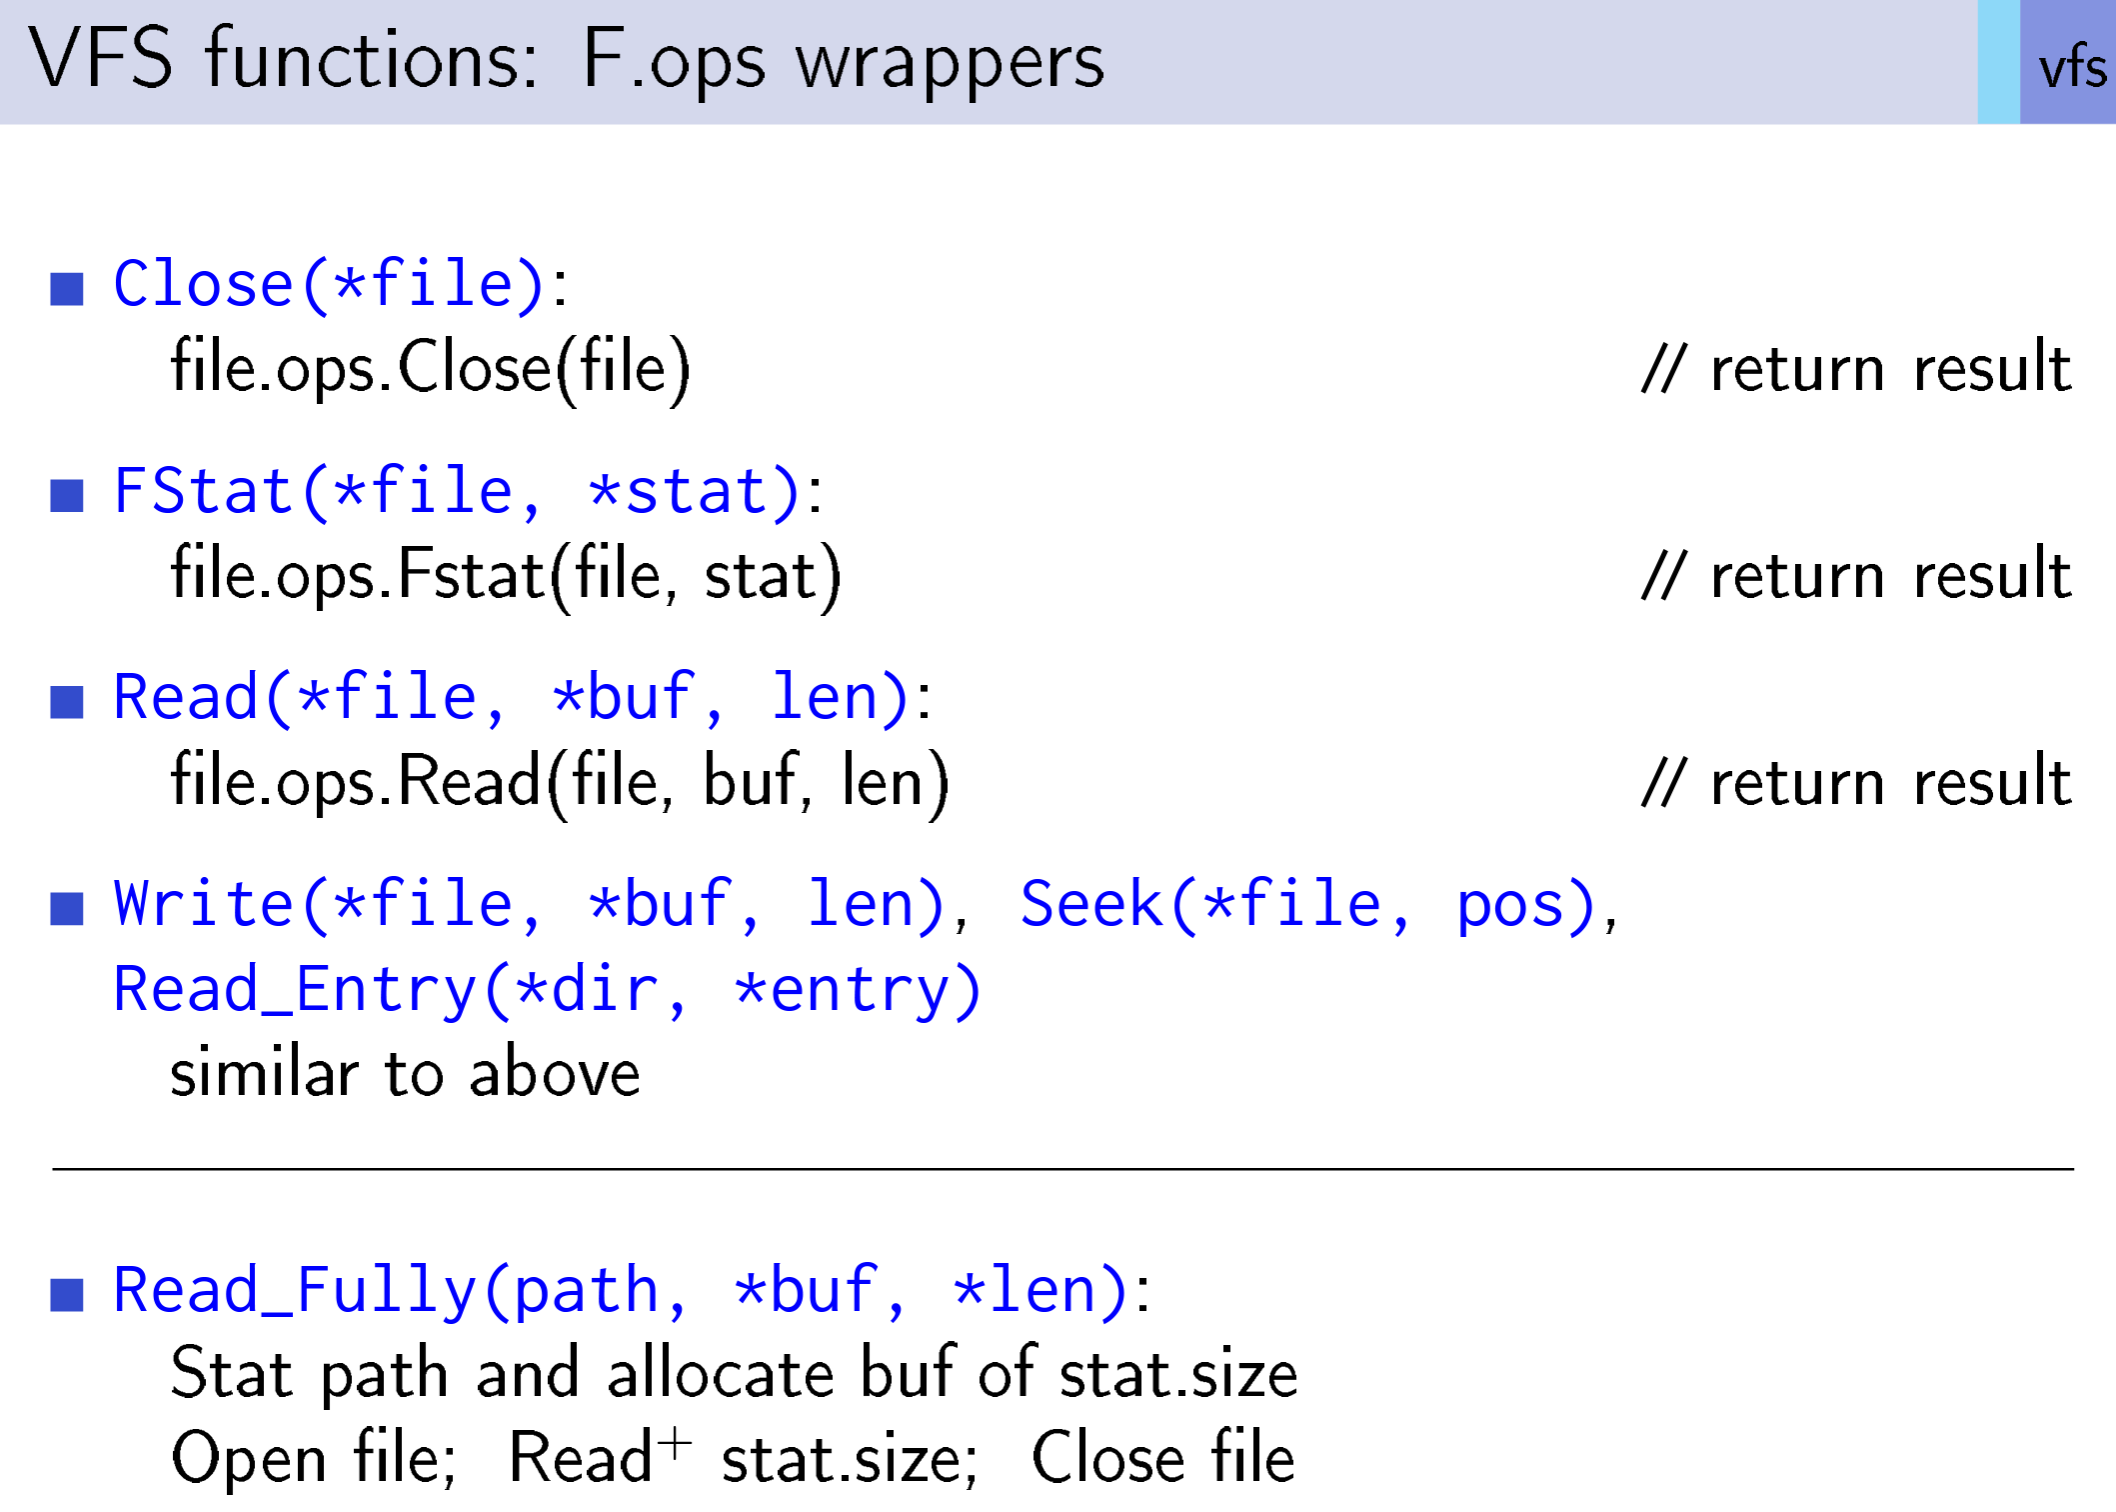 VFS functions: F.ops wrappers
vfs
Close(*file):
file.ops.Close(file) // return result
FStat(*file, *stat):
file.ops.Fstat(file, stat) // return result
Read(*file, *buf, len):
file.ops.Read(file, buf, len) // return result
Write(*file, *buf, len), Seek(*file, pos),
Read_Entry(*dir, *entry)
similar to above
Read_Fully(path, *buf, *len):
Stat path and allocate buf of stat.size
Open file; Read⁺ stat.size; Close file